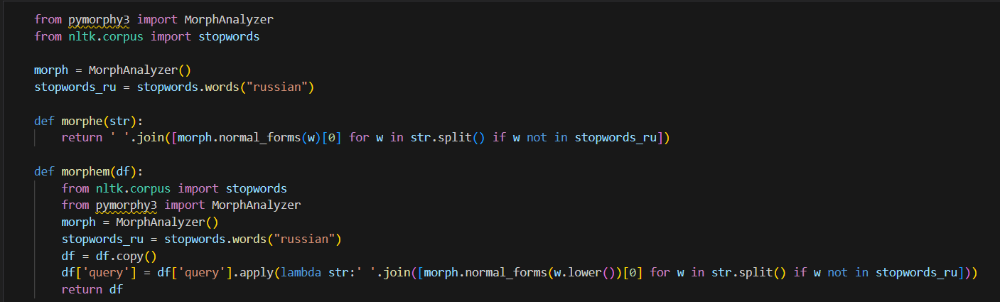 from pymorphy3 import MorphAnalyzer
from nltk.corpus import stopwords

morph = MorphAnalyzer()
stopwords_ru = stopwords.words("russian")

def morphe(str):
    return ' '.join([morph.normal_forms(w)[0] for w in str.split() if w not in stopwords_ru])

def morphem(df):
    from nltk.corpus import stopwords
    from pymorphy3 import MorphAnalyzer
    morph = MorphAnalyzer()
    stopwords_ru = stopwords.words("russian")
    df = df.copy()
    df['query'] = df['query'].apply(lambda str:' '.join([morph.normal_forms(w.lower())[0] for w in str.split() if w not in stopwords_ru]))
    return df